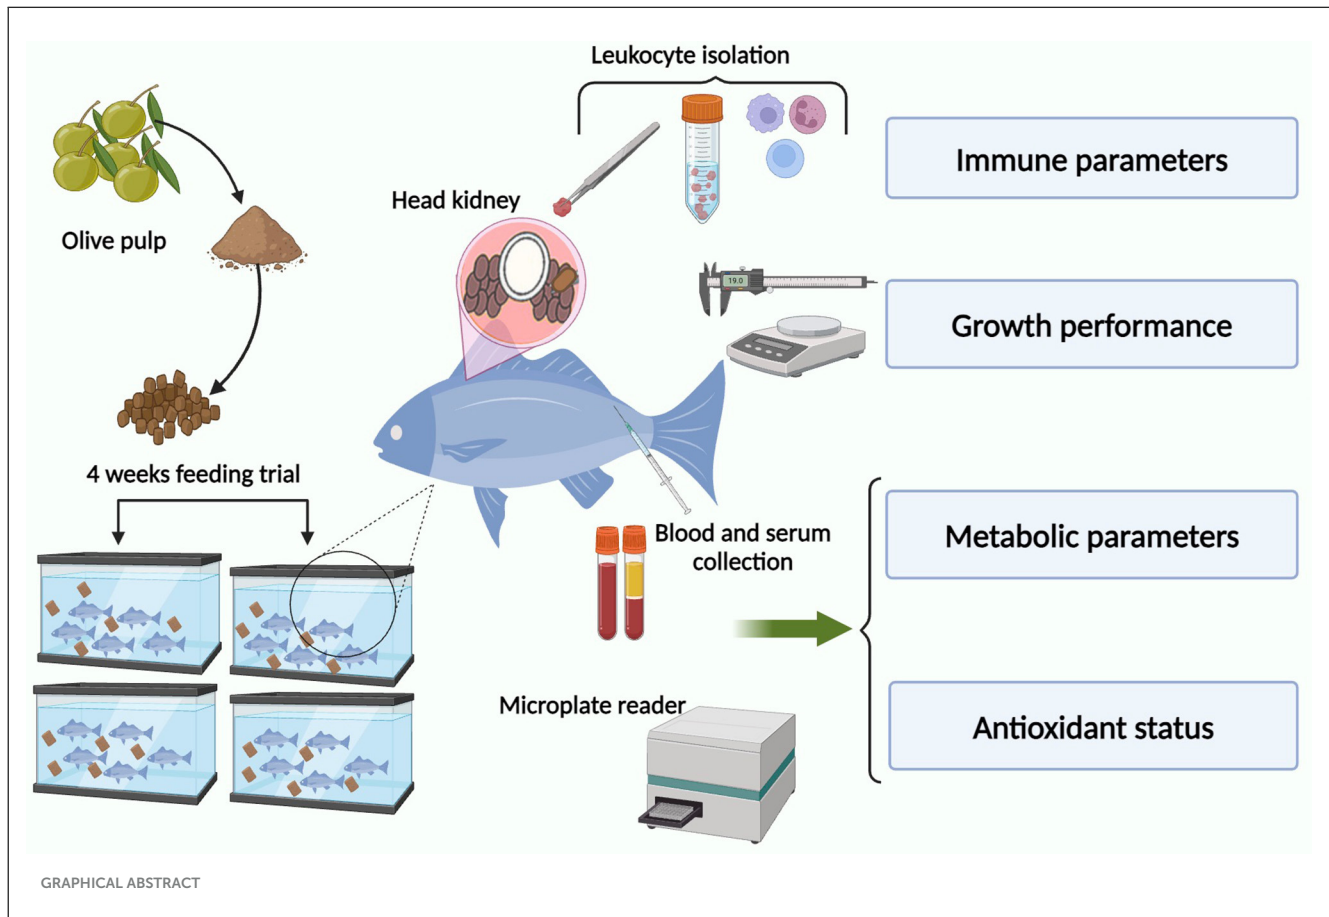 Leukocyte isolation
Immune parameters
Head kidney
Olive pulp
19.0
Growth performance
4 weeks feeding trial
Blood and serum
collection
Metabolic parameters
Microplate reader
Antioxidant status
GRAPHICAL ABSTRACT